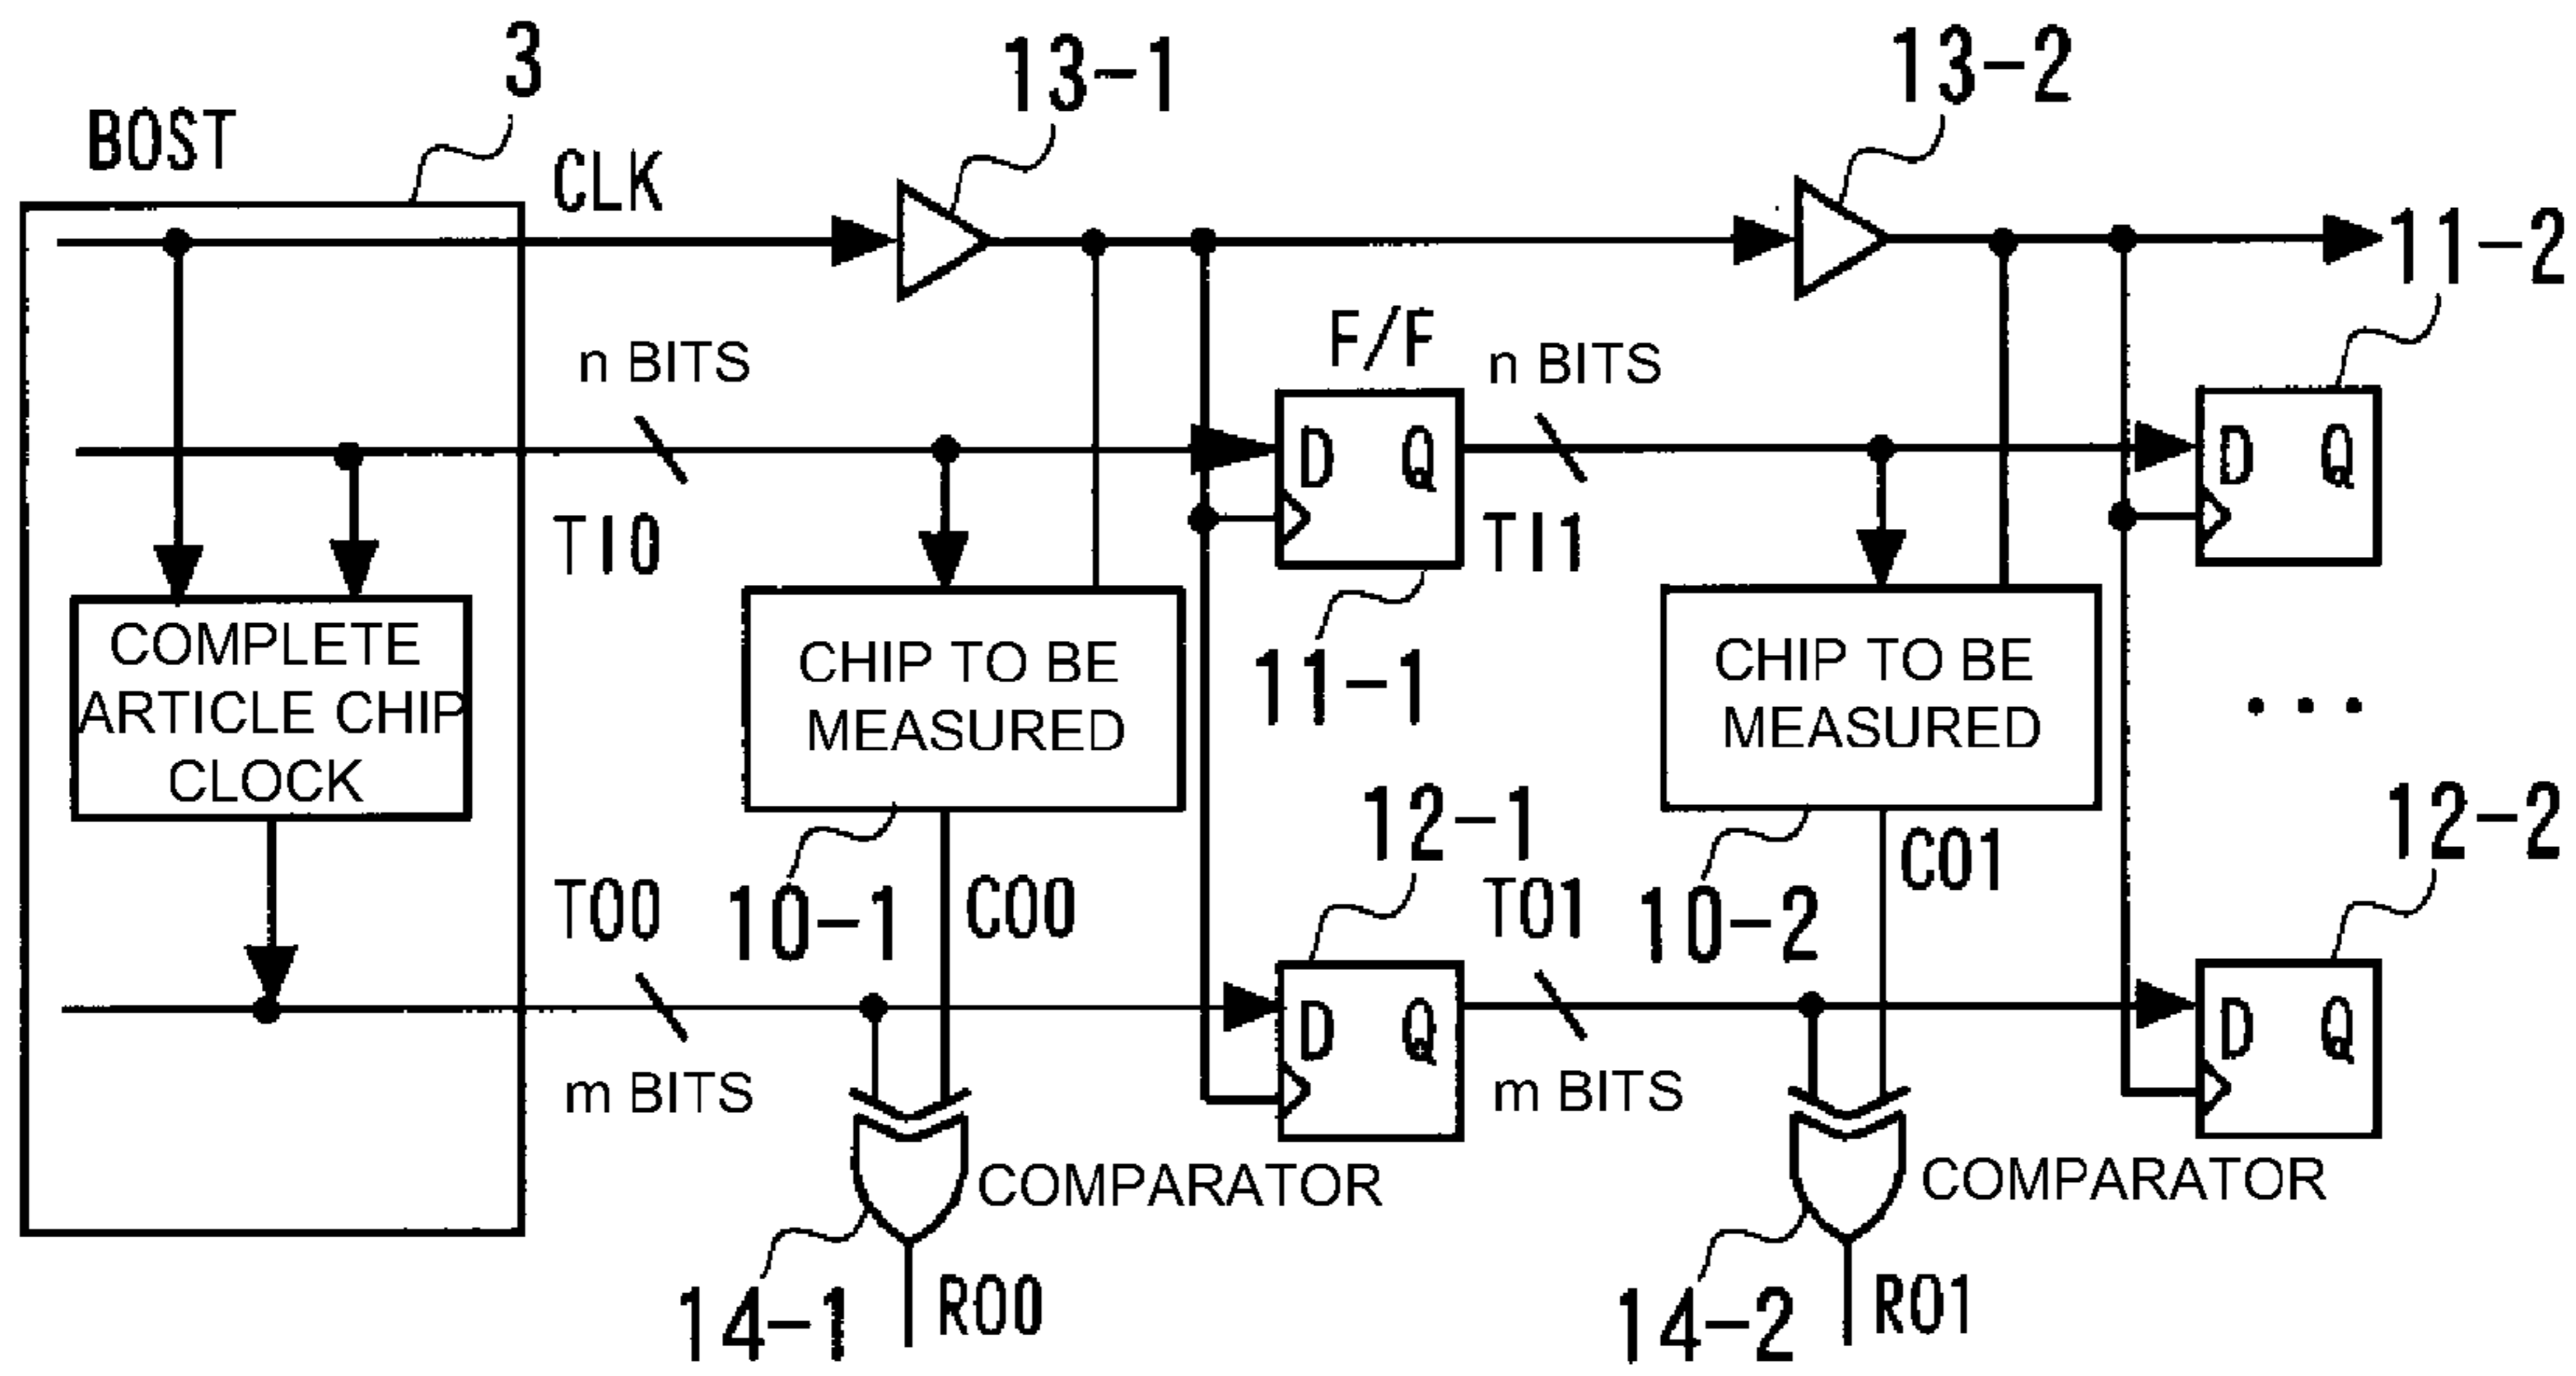 3
13-1
13-2
BOST
CLK
11-2
F/F
n BITS
n BITS
D Q
D Q
TI0
TI1
COMPLETE
ARTICLE CHIP
CLOCK
CHIP TO BE
MEASURED
11-1
CHIP TO BE
MEASURED
...
12-1
12-2
TO0
10-1
CO0
TO1
10-2
CO1
D Q
D Q
m BITS
m BITS
COMPARATOR
COMPARATOR
14-1
RO0
14-2
RO1